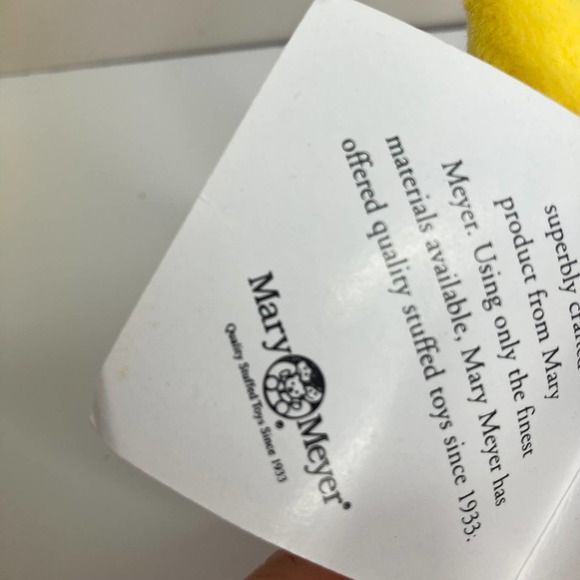 superbly
product from Mary
Meyer. Using only the finest
materials available, Mary Meyer has
offered quality stuffed toys since 1933.
Mary Meyer®
Quality Stuffed Toys Since 1933